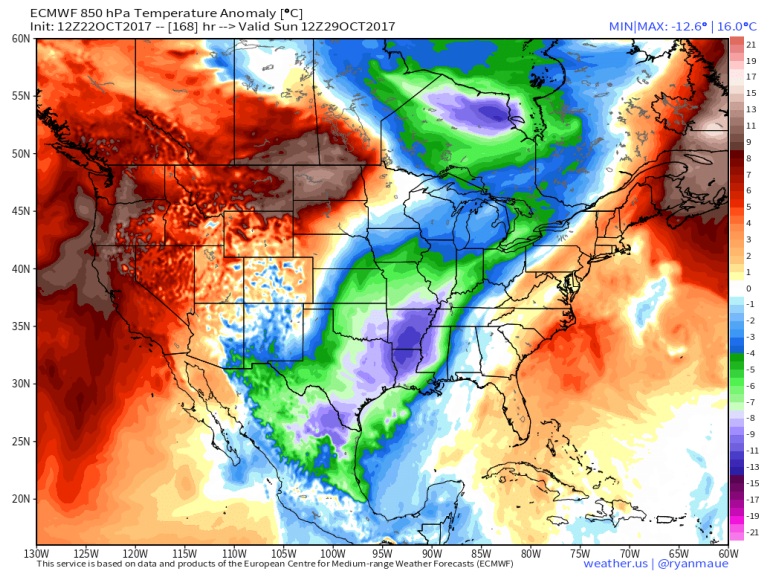 ECMWF 850 hPa Temperature Anomaly [°C]
Init: 12Z22OCT2017 -- [168] hr --> Valid Sun 12Z29OCT2017
MIN|MAX: -12.6° | 16.0°C
60N
55N
50N
45N
40N
35N
30N
25N
20N
21
19
17
15
13
11
9
8
7
6
5
4
3
2
1
0
-1
-2
-3
-4
-5
-6
-7
-8
-9
-11
-13
-15
-17
-19
-21
130W 125W 120W 115W 110W 105W 100W 95W 90W 85W 80W 75W 70W 65W 60W
This service is based on data and products of the European Centre for Medium-range Weather Forecasts (ECMWF)
weather.us | @ryanmaue